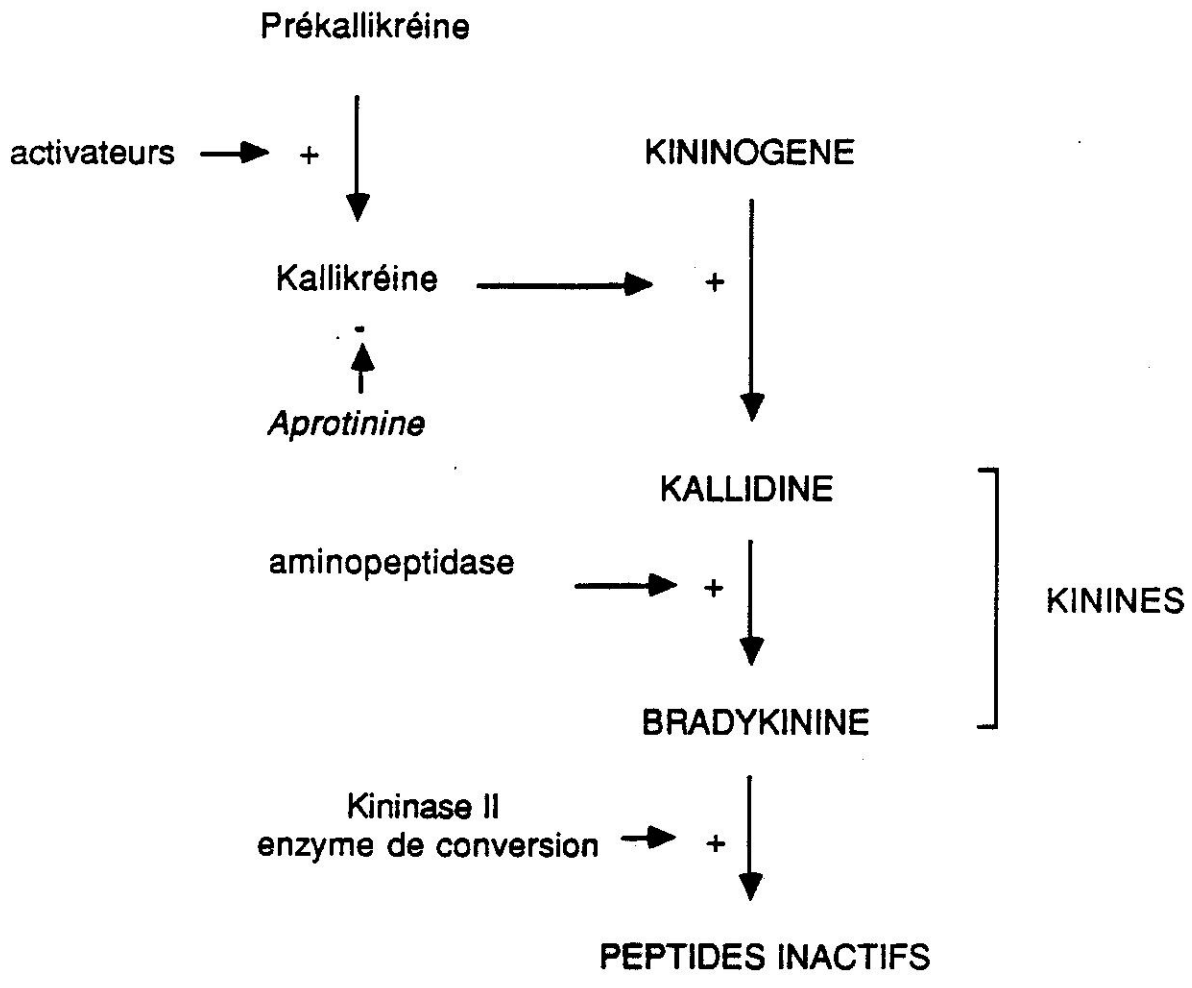 Prékallikréine
activateurs
+
KININOGENE
Kallikréine
+
-
Aprotinine
KALLIDINE
aminopeptidase
+
KININES
BRADYKININE
Kininase II
enzyme de conversion
+
PEPTIDES INACTIFS